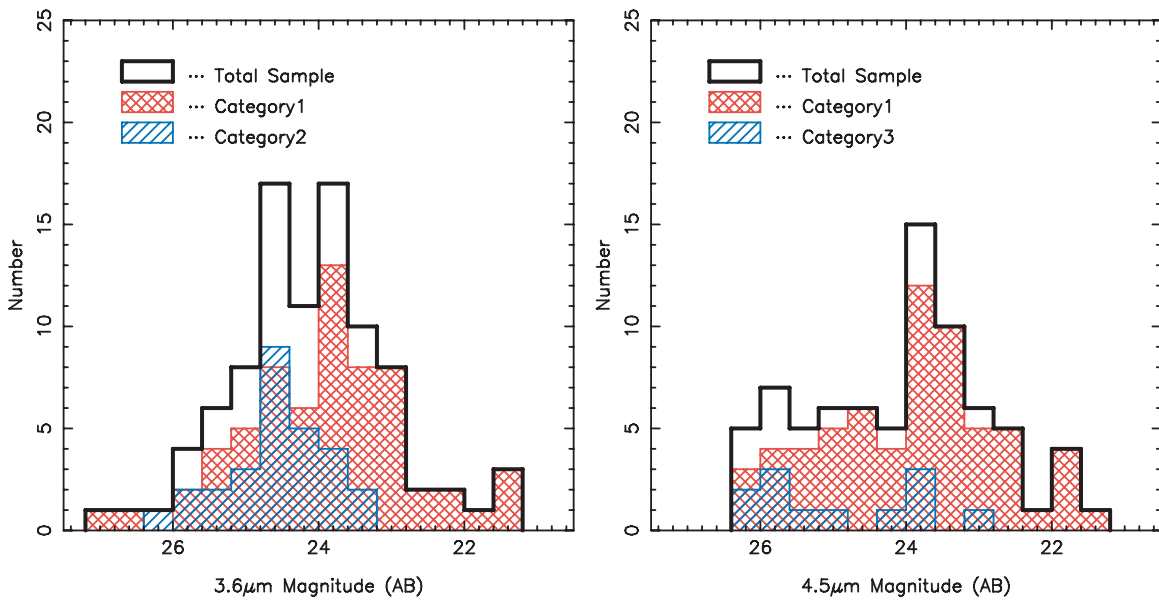 25
20
15
10
5
0
Number
··· Total Sample
··· Category1
··· Category2
26 24 22
3.6μm Magnitude (AB)
25
20
15
10
5
0
Number
··· Total Sample
··· Category1
··· Category3
26 24 22
4.5μm Magnitude (AB)